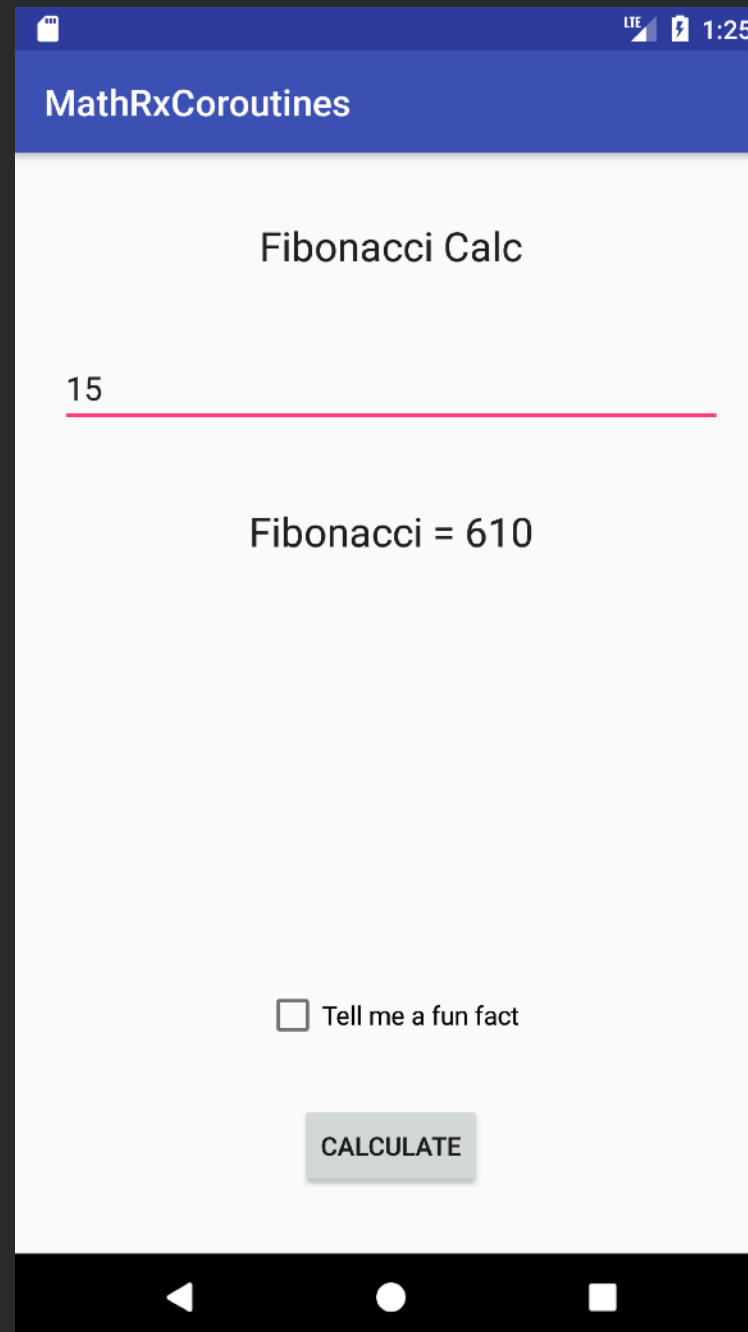 LTE 1:25
MathRxCoroutines
Fibonacci Calc
15
Fibonacci = 610
Tell me a fun fact
CALCULATE